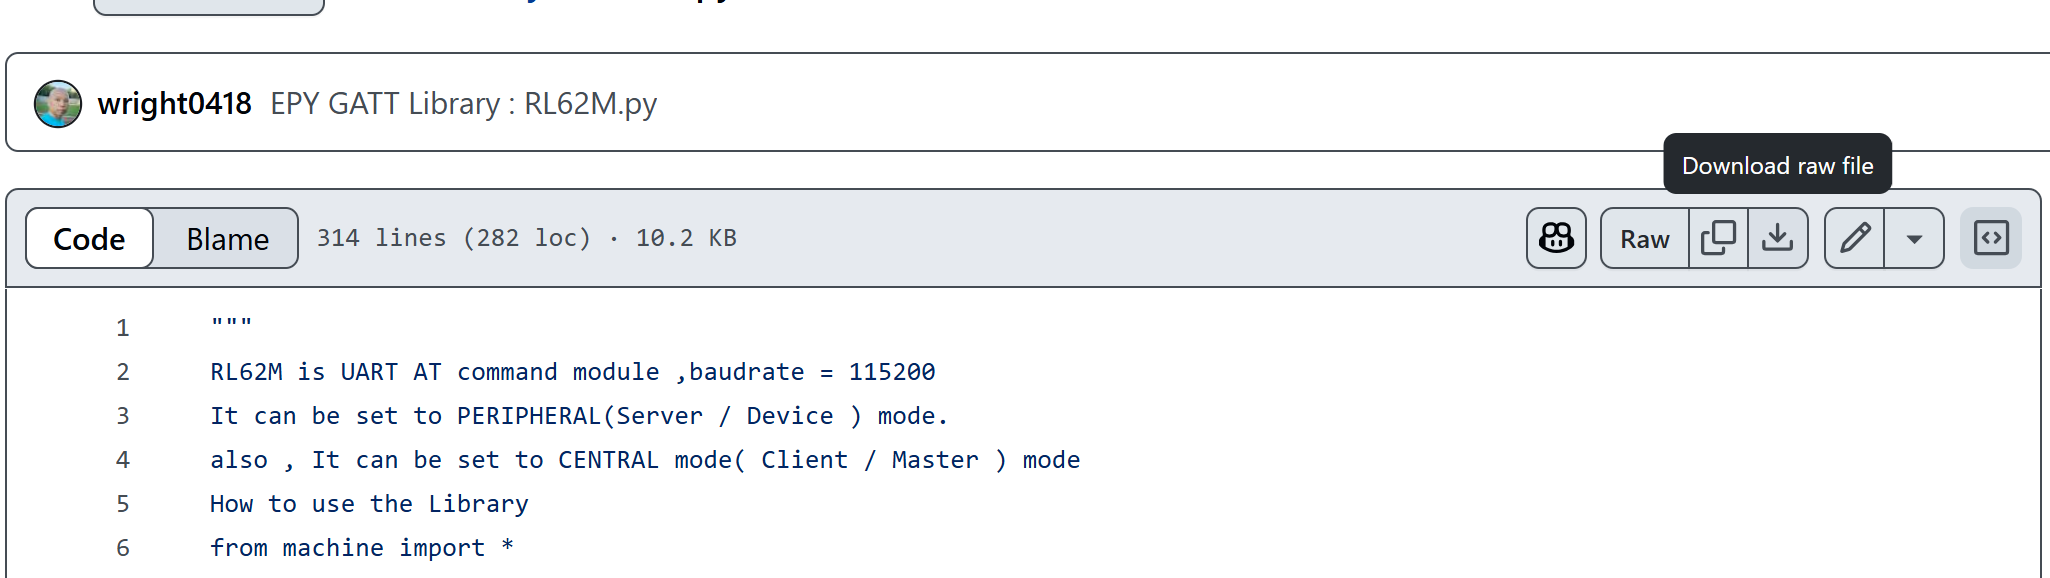 wright0418 EPY GATT Library : RL62M.py
Download raw file
Code Blame 314 lines (282 loc) · 10.2 KB Raw
1 """
2 RL62M is UART AT command module ,baudrate = 115200
3 It can be set to PERIPHERAL(Server / Device ) mode.
4 also , It can be set to CENTRAL mode( Client / Master ) mode
5 How to use the Library
6 from machine import *